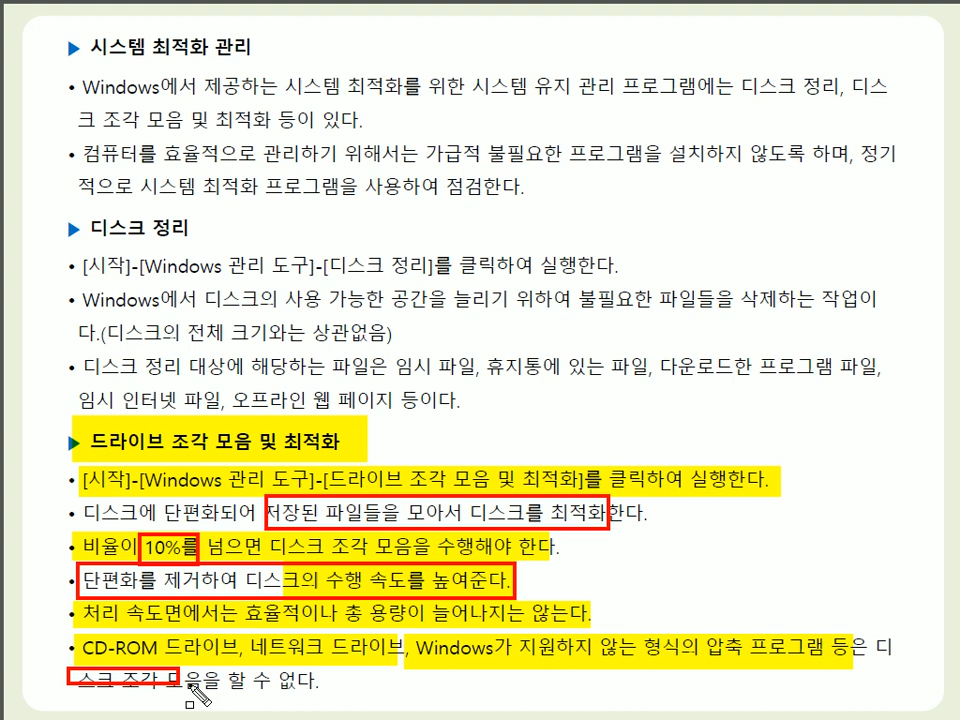 ▶ 시스템 최적화 관리
• Windows에서 제공하는 시스템 최적화를 위한 시스템 유지 관리 프로그램에는 디스크 정리, 디스
크 조각 모음 및 최적화 등이 있다.
• 컴퓨터를 효율적으로 관리하기 위해서는 가급적 불필요한 프로그램을 설치하지 않도록 하며, 정기
적으로 시스템 최적화 프로그램을 사용하여 점검한다.
▶ 디스크 정리
• [시작]-[Windows 관리 도구]-[디스크 정리]를 클릭하여 실행한다.
• Windows에서 디스크의 사용 가능한 공간을 늘리기 위하여 불필요한 파일들을 삭제하는 작업이
다.(디스크의 전체 크기와는 상관없음)
• 디스크 정리 대상에 해당하는 파일은 임시 파일, 휴지통에 있는 파일, 다운로드한 프로그램 파일,
임시 인터넷 파일, 오프라인 웹 페이지 등이다.
▶ 드라이브 조각 모음 및 최적화
• [시작]-[Windows 관리 도구]-[드라이브 조각 모음 및 최적화]를 클릭하여 실행한다.
• 디스크에 단편화되어 저장된 파일들을 모아서 디스크를 최적화한다.
• 비율이 10%를 넘으면 디스크 조각 모음을 수행해야 한다.
• 단편화를 제거하여 디스크의 수행 속도를 높여준다.
• 처리 속도면에서는 효율적이나 총 용량이 늘어나지는 않는다.
• CD-ROM 드라이브, 네트워크 드라이브, Windows가 지원하지 않는 형식의 압축 프로그램 등은 디
스크 조각 모음을 할 수 없다.